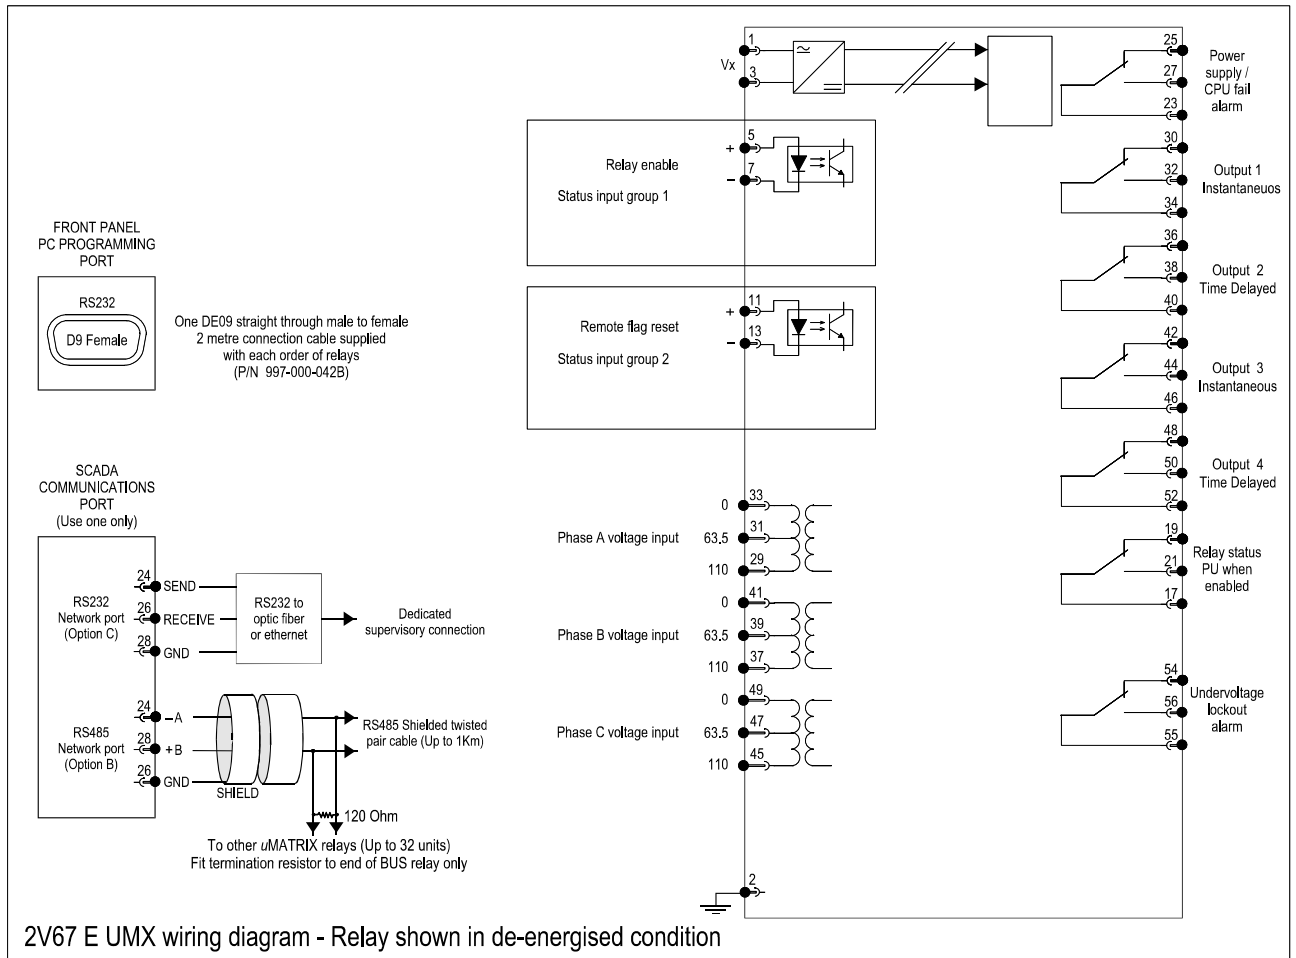 FRONT PANEL
PC PROGRAMMING
PORT
RS232
D9 Female
One DE09 straight through male to female
2 metre connection cable supplied
with each order of relays
(P/N 997-000-042B)
SCADA
COMMUNICATIONS
PORT
(Use one only)
24
SEND
RS232
Network port
(Option C)
26
RECEIVE
28
GND
RS232 to
optic fiber
or ethernet
Dedicated
supervisory connection
24
–A
RS485
Network port
(Option B)
28
+B
26
GND
SHIELD
RS485 Shielded twisted
pair cable (Up to 1Km)
120 Ohm
To other uMATRIX relays (Up to 32 units)
Fit termination resistor to end of BUS relay only
1
Vx
3
5
+
Relay enable
7
–
Status input group 1
11
+
Remote flag reset
13
–
Status input group 2
33
0
31
Phase A voltage input 63.5
29
110
41
0
39
Phase B voltage input 63.5
37
110
49
0
47
Phase C voltage input 63.5
45
110
2
25
27
23
Power
supply /
CPU fail
alarm
30
32
34
Output 1
Instantaneuos
36
38
40
Output 2
Time Delayed
42
44
46
Output 3
Instantaneous
48
50
52
Output 4
Time Delayed
19
21
17
Relay status
PU when
enabled
54
56
55
Undervoltage
lockout
alarm
2V67 E UMX wiring diagram - Relay shown in de-energised condition